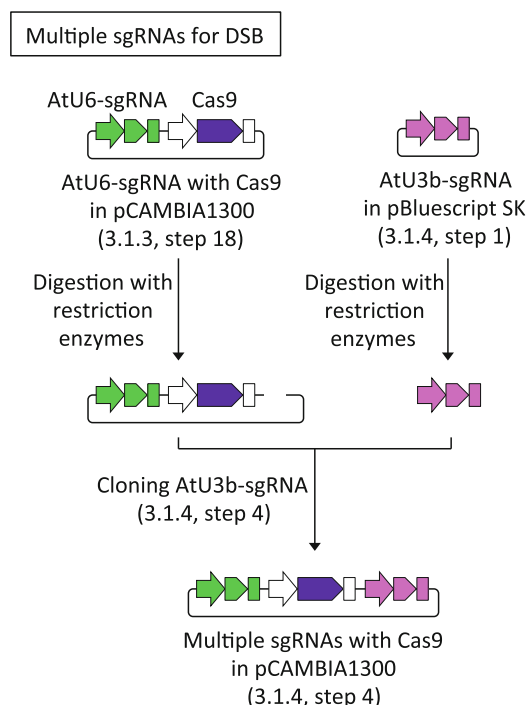 Multiple sgRNAs for DSB
AtU6-sgRNA Cas9
AtU6-sgRNA with Cas9
in pCAMBIA1300
(3.1.3, step 18)
AtU3b-sgRNA
in pBluescript SK
(3.1.4, step 1)
Digestion with
restriction
enzymes
Digestion with
restriction
enzymes
Cloning AtU3b-sgRNA
(3.1.4, step 4)
Multiple sgRNAs with Cas9
in pCAMBIA1300
(3.1.4, step 4)